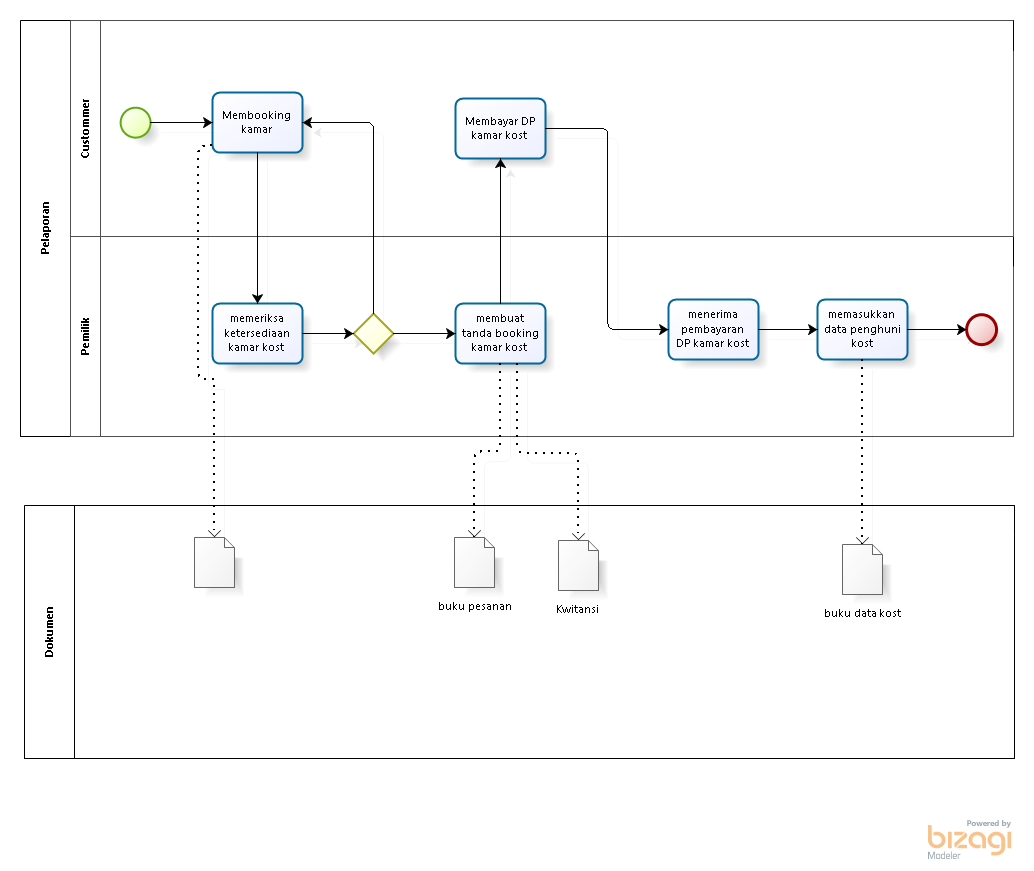 Pelaporan
Custommer
Membooking
kamar
Membayar DP
kamar kost
Pemilik
memeriksa
ketersediaan
kamar kost
membuat
tanda booking
kamar kost
menerima
pembayaran
DP kamar kost
memasukkan
data penghuni
kost
Dokumen
buku pesanan
Kwitansi
buku data kost
Powered by
bizagi
Modeler